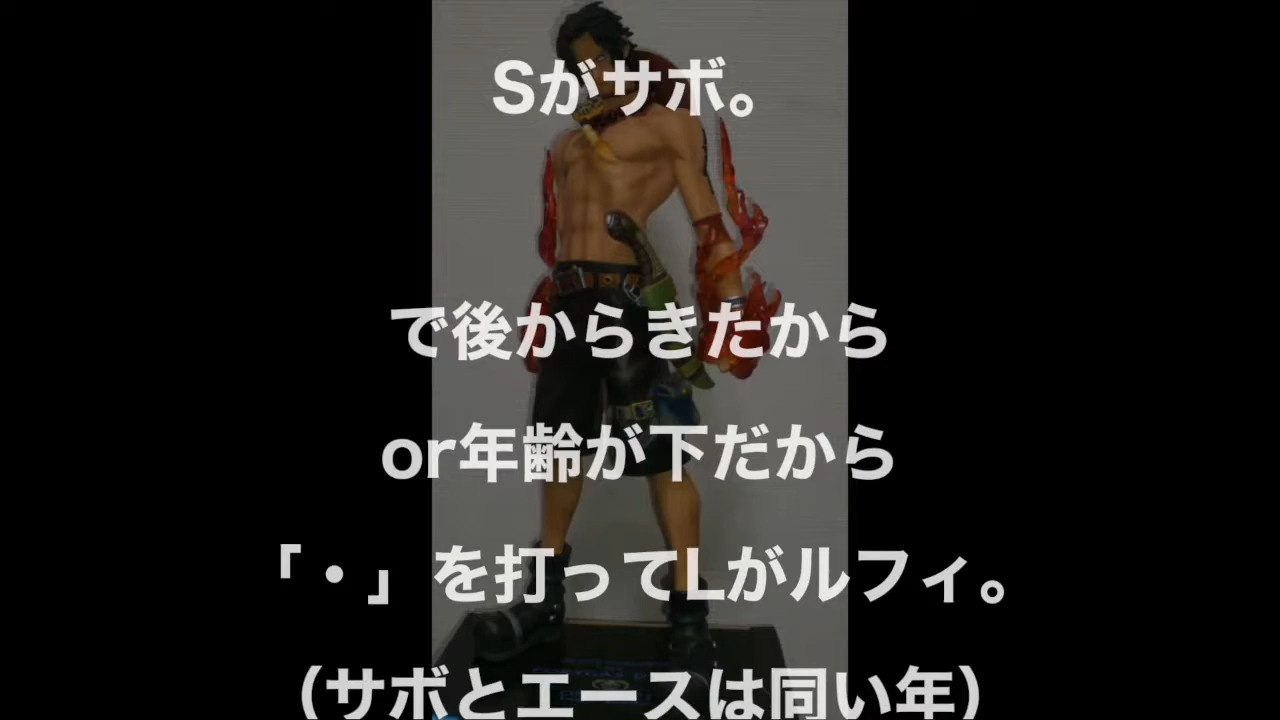 Sがサボ。
で後からきたから
or年齢が下だから
「・」を打ってLがルフィ。
（サボとエースは同い年）